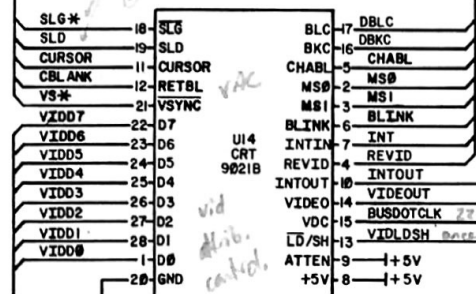 SLG* 18 SLG BLC 17 DBLC
SLD 19 SLD BKC 16 DBKC
CURSOR 11 CURSOR CHABL 5 CHABL
CBLANK 12 RETBL VAC MS0 2 MS0
VS* 21 VSYNC MS1 3 MS1
VIDD7 22 D7 BLINK 6 BLINK
VIDD6 23 D6 U14 INTIN 7 INT
VIDD5 24 D5 CRT REVID 4 REVID
VIDD4 25 D4 9021B INTOUT 10 INTOUT
VIDD3 26 D3 vid VIDEO 14 VIDEOUT
VIDD2 27 D2 VDC 15 BUSDOTCLK
VIDD1 28 D1 attrib. LD/SH 13 VIDLDSH
VIDD0 1 D0 control. ATTEN 9 +5V
20 GND +5V 8 +5V